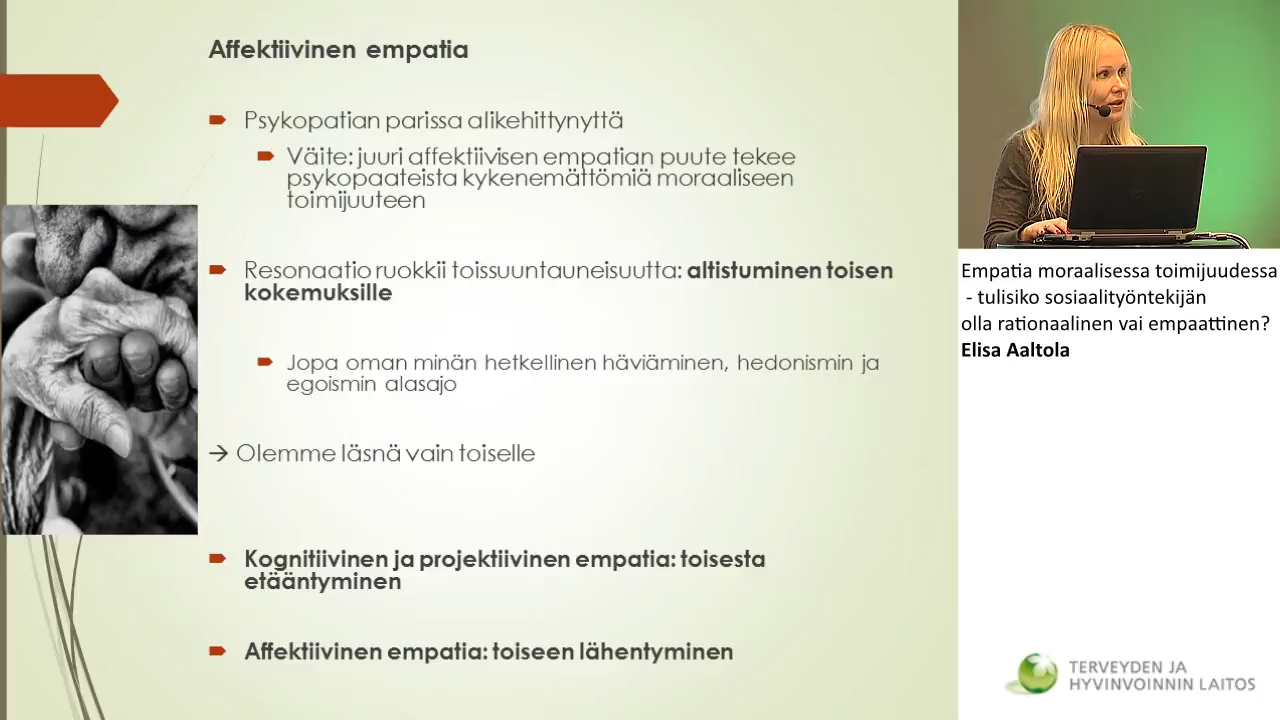 Affektiivinen empatia
Psykopatian parissa alikehittynyttä
Väite: juuri affektiivisen empatian puute tekee
psykopaateista kykenemättömiä moraaliseen
toimijuuteen
Resonaatio ruokkii toissuuntauneisuutta: altistuminen toisen
kokemuksille
Jopa oman minän hetkellinen häviäminen, hedonismin ja
egoismin alasajo
→ Olemme läsnä vain toiselle
Kognitiivinen ja projektiivinen empatia: toisesta
etääntyminen
Affektiivinen empatia: toiseen lähentyminen
Empatia moraalisessa toimijuudessa
- tulisiko sosiaalityöntekijän
olla rationaalinen vai empaattinen?
Elisa Aaltola
TERVEYDEN JA
HYVINVOINNIN LAITOS